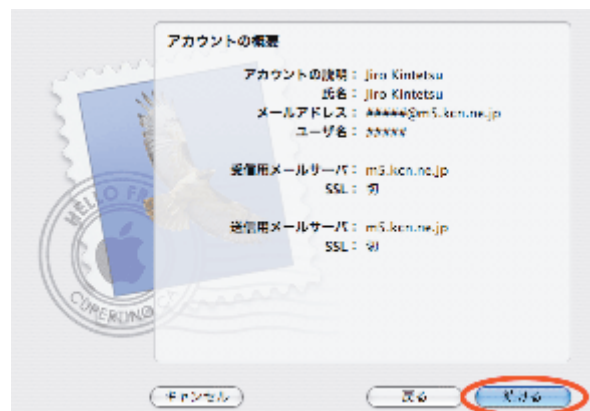 アカウントの概要
アカウントの説明： Jiro Kintetsu
氏名： Jiro Kintetsu
メールアドレス： #####@m5.kcn.ne.jp
ユーザ名： #####
受信用メールサーバ： m5.kcn.ne.jp
SSL： 切
送信用メールサーバ： m5.kcn.ne.jp
SSL： 切
HELLO FR
CUPERTINO
キャンセル
戻る
続ける